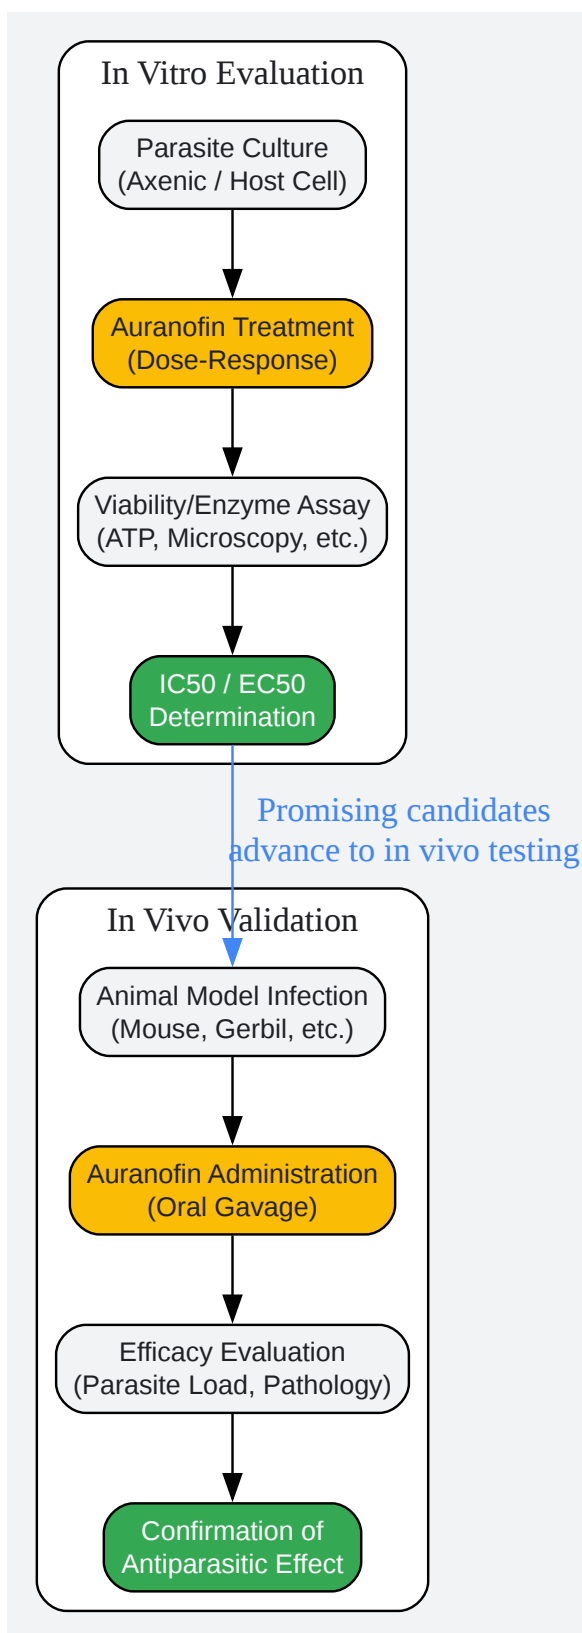 In Vitro Evaluation
Parasite Culture
(Axenic / Host Cell)
Auranofin Treatment
(Dose-Response)
Viability/Enzyme Assay
(ATP, Microscopy, etc.)
IC50 / EC50
Determination
Promising candidates
advance to in vivo testing
In Vivo Validation
Animal Model Infection
(Mouse, Gerbil, etc.)
Auranofin Administration
(Oral Gavage)
Efficacy Evaluation
(Parasite Load, Pathology)
Confirmation of
Antiparasitic Effect